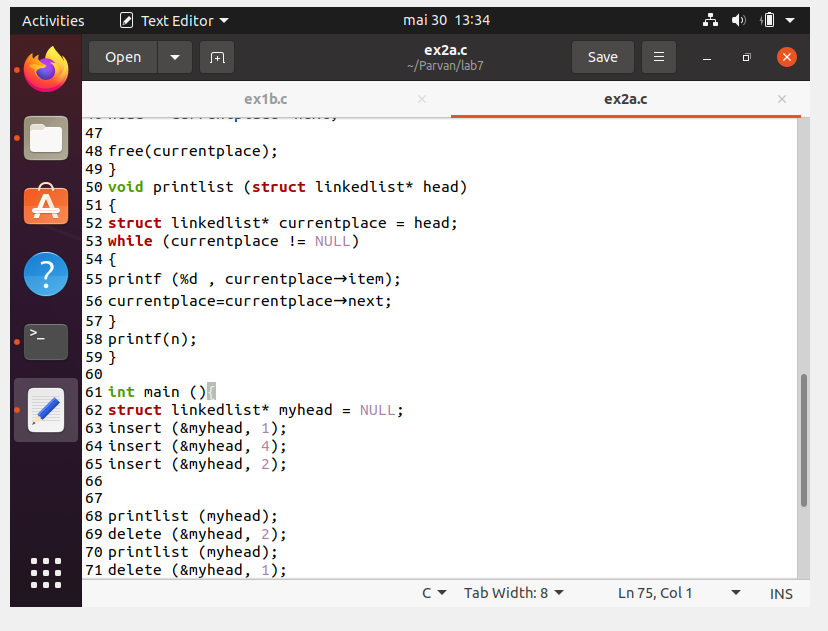 Activities Text Editor mai 30 13:34
Open ex2a.c Save
~/Parvan/lab7
ex1b.c ex2a.c
47
48 free(currentplace);
49 }
50 void printlist (struct linkedlist* head)
51 {
52 struct linkedlist* currentplace = head;
53 while (currentplace != NULL)
54 {
55 printf (%d , currentplace→item);
56 currentplace=currentplace→next;
57 }
58 printf(n);
59 }
60
61 int main (){
62 struct linkedlist* myhead = NULL;
63 insert (&myhead, 1);
64 insert (&myhead, 4);
65 insert (&myhead, 2);
66
67
68 printlist (myhead);
69 delete (&myhead, 2);
70 printlist (myhead);
71 delete (&myhead, 1);
C Tab Width: 8 Ln 75, Col 1 INS